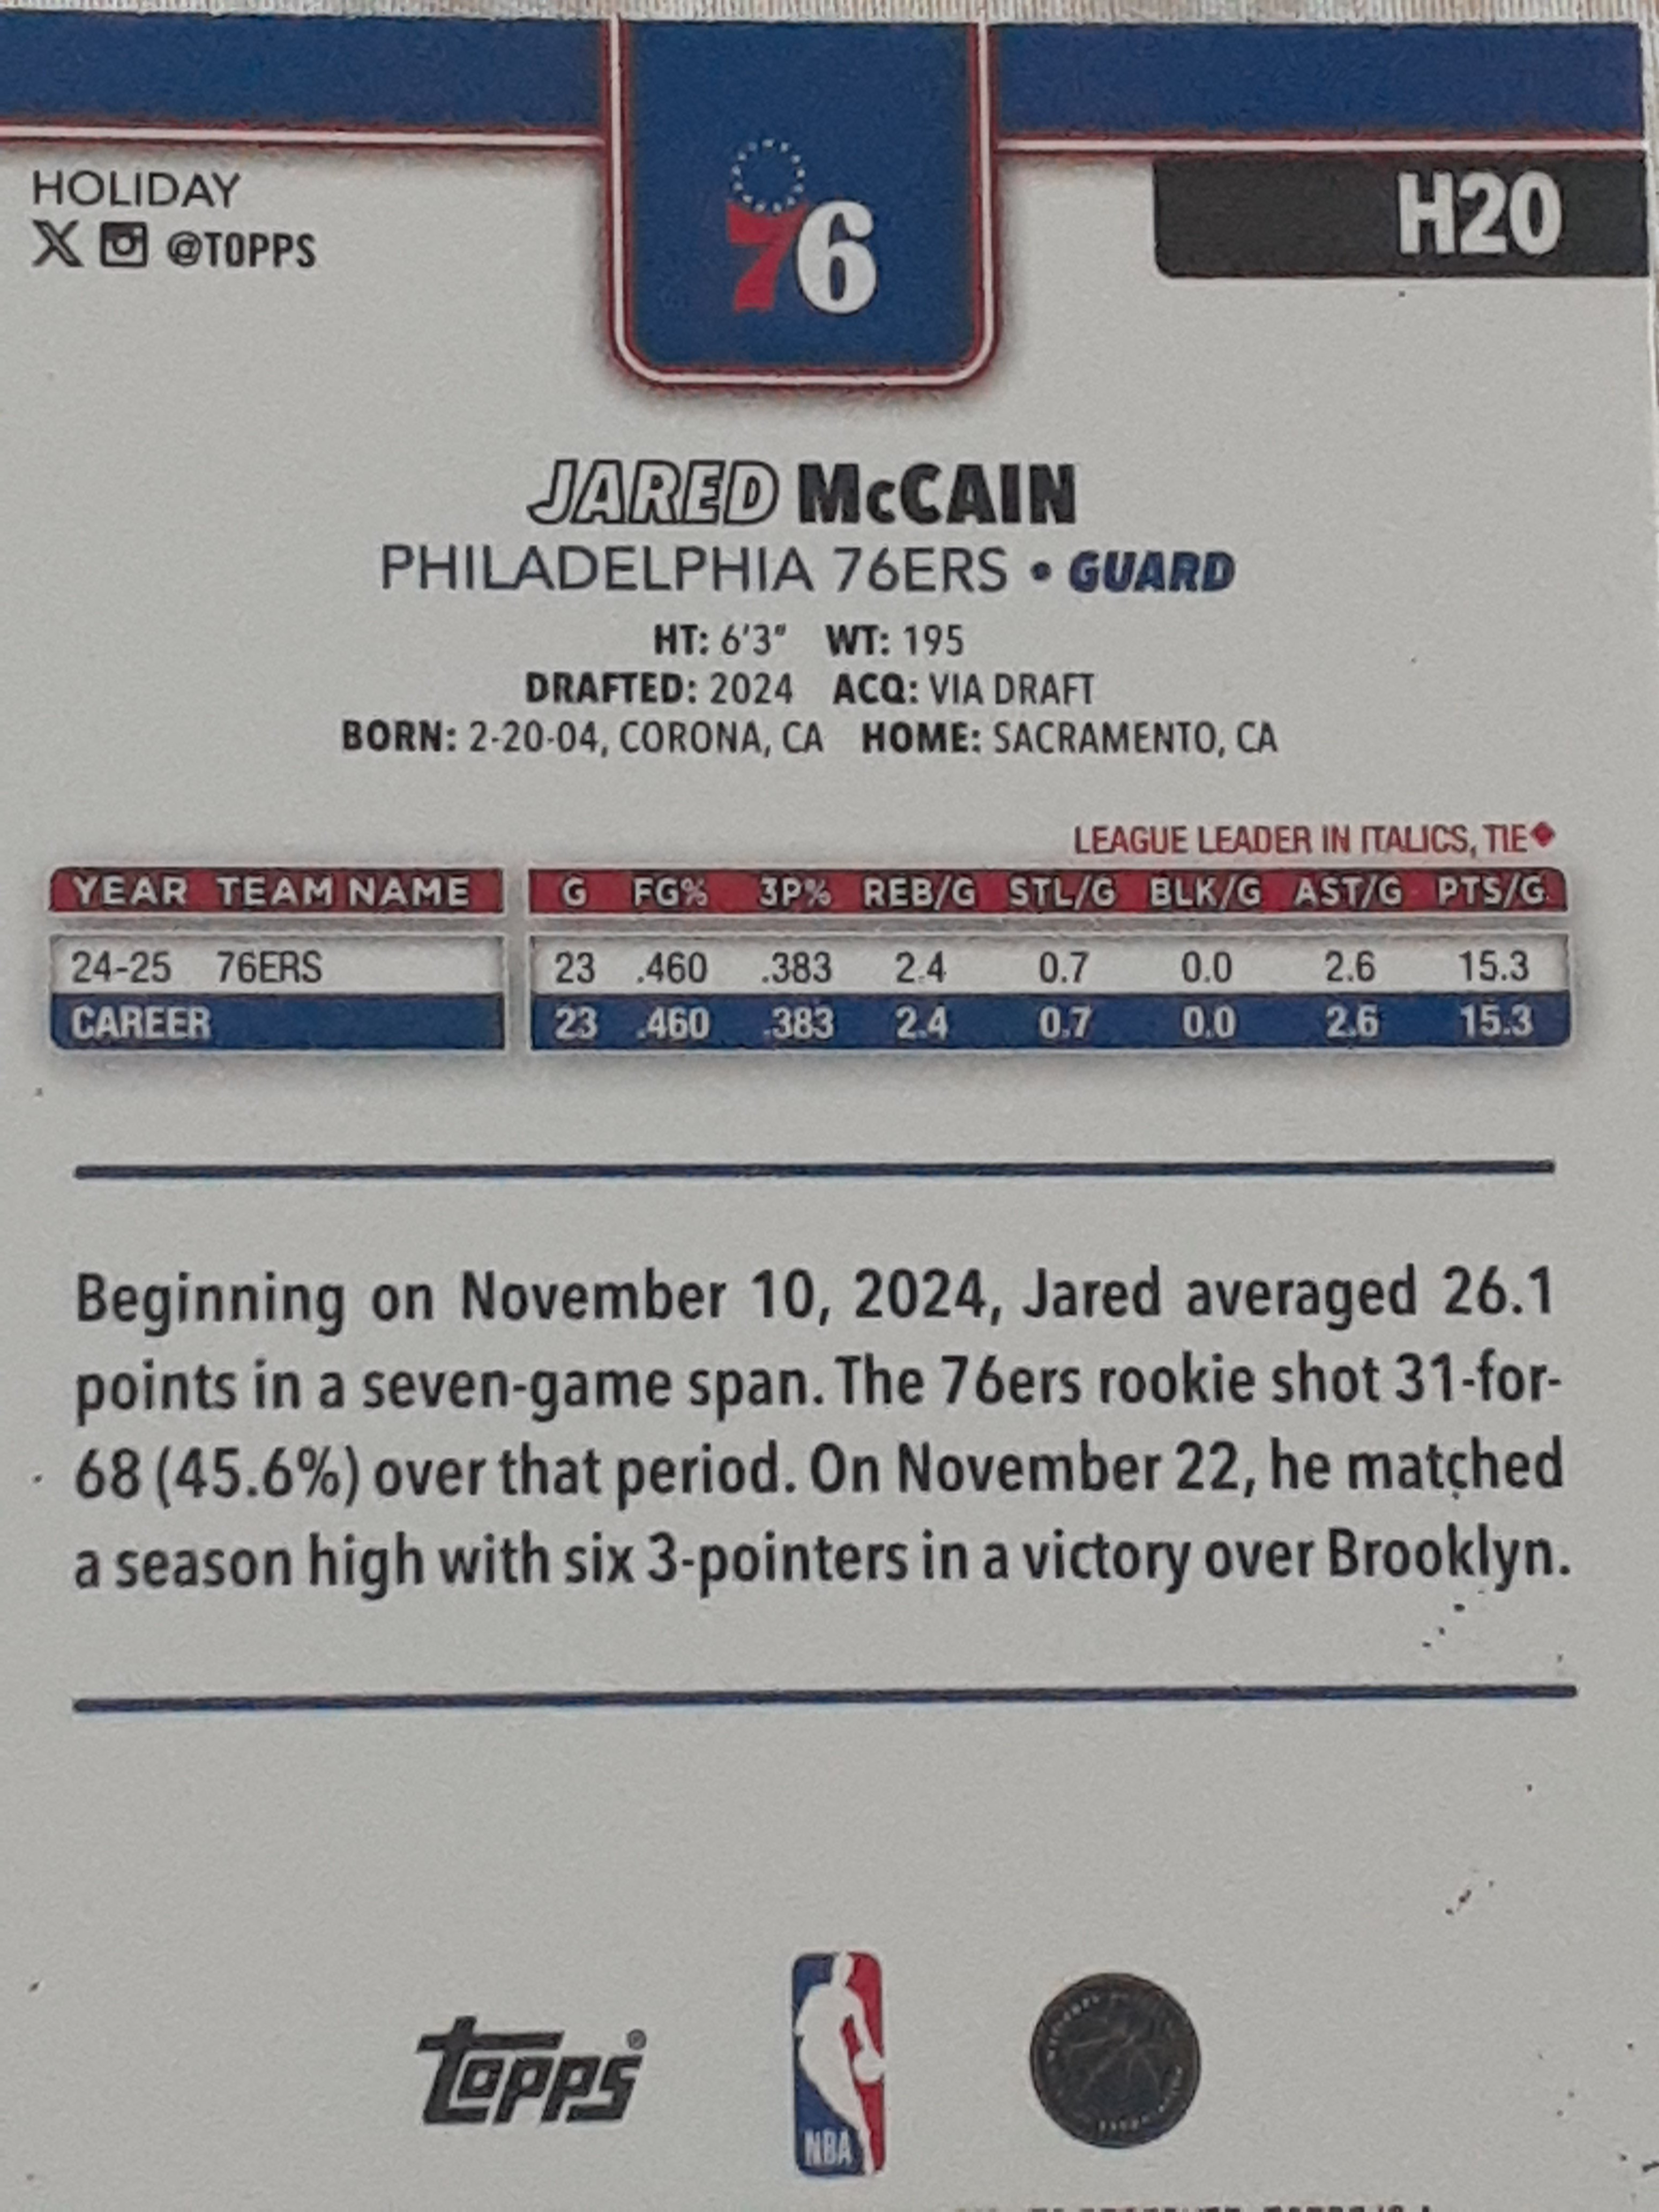 HOLIDAY
X @TOPPS
76
H20
JARED McCAIN
PHILADELPHIA 76ERS • GUARD
HT: 6'3" WT: 195
DRAFTED: 2024 ACQ: VIA DRAFT
BORN: 2-20-04, CORONA, CA HOME: SACRAMENTO, CA
LEAGUE LEADER IN ITALICS, TIE◆
YEAR TEAM NAME G FG% 3P% REB/G STL/G BLK/G AST/G PTS/G
24-25 76ERS 23 .460 .383 2.4 0.7 0.0 2.6 15.3
CAREER 23 .460 .383 2.4 0.7 0.0 2.6 15.3
Beginning on November 10, 2024, Jared averaged 26.1
points in a seven-game span. The 76ers rookie shot 31-for-
68 (45.6%) over that period. On November 22, he matched
a season high with six 3-pointers in a victory over Brooklyn.
topps®
NBA